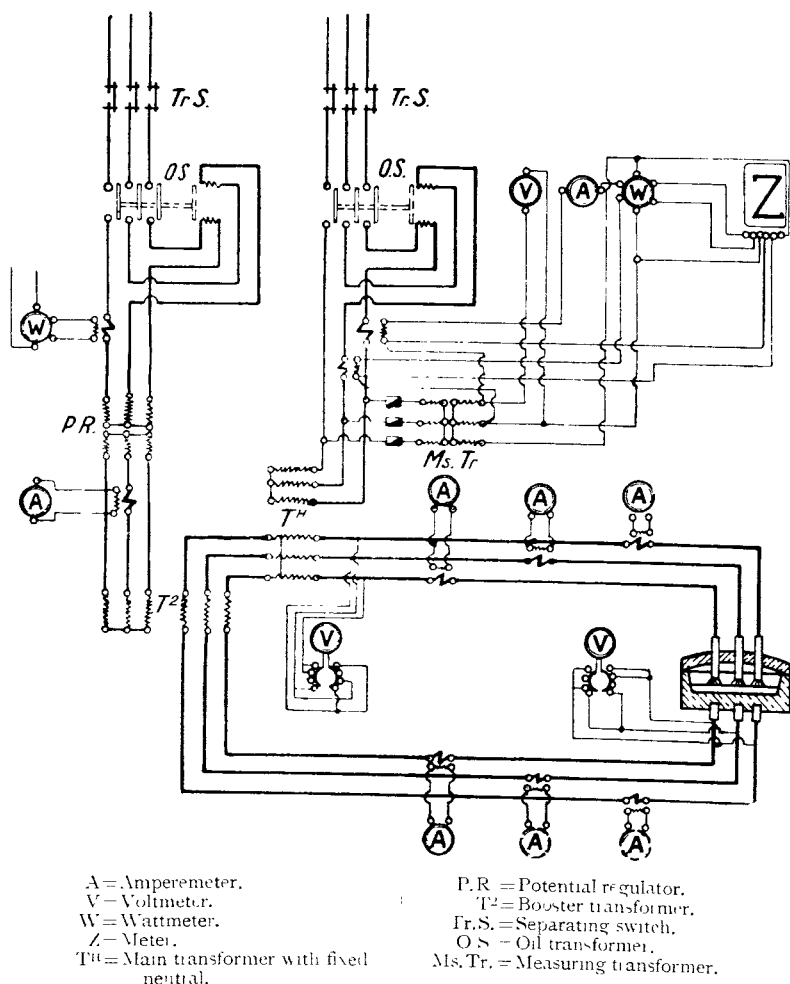 Tr.S.
Tr.S.
OS
O.S.
V
A
W
Z
W
P.R.
Ms. Tr
A
A
A
A
T^H
T²
V
V
A
A
A
A=Amperemeter.
V=Voltmeter.
W=Wattmeter.
Z=Meter.
T^H=Main transformer with fixed
neutral.
P.R =Potential regulator.
T²=Booster transformer.
Tr.S.=Separating switch.
O S=Oil transformer.
Ms.Tr.=Measuring transformer.